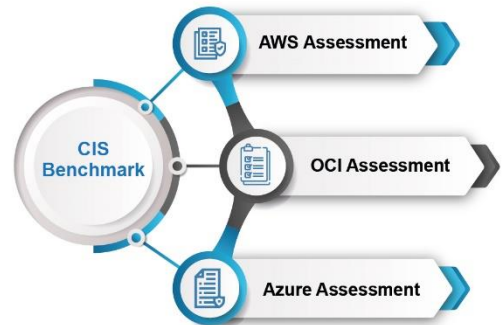 CIS
Benchmark
AWS Assessment
OCI Assessment
Azure Assessment